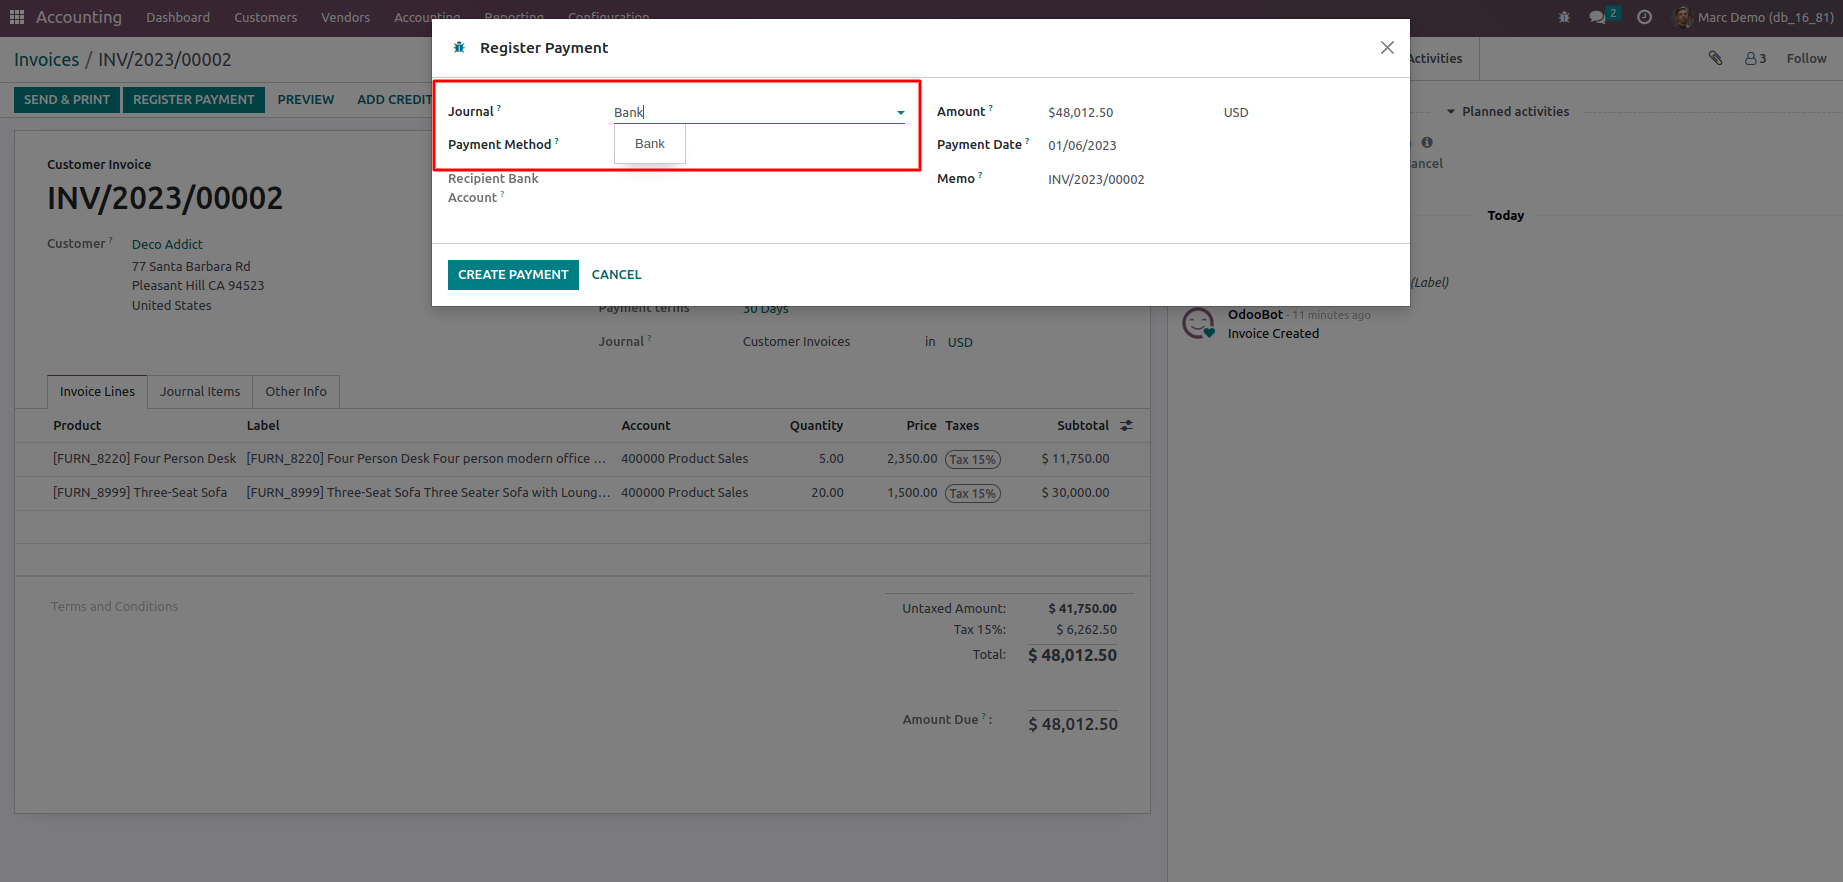 Accounting Dashboard Customers Vendors Accounting Reporting Configuration 2 Marc Demo (db_16_81)
Invoices / INV/2023/00002
Activities 3 Follow
SEND & PRINT REGISTER PAYMENT PREVIEW ADD CREDIT
Register Payment
Journal ? Bank
Bank
Payment Method ?
Recipient Bank
Account ?
Amount ? $48,012.50 USD
Payment Date ? 01/06/2023
Memo ? INV/2023/00002
CREATE PAYMENT CANCEL
Planned activities
Cancel
Today
(Label)
OdooBot - 11 minutes ago
Invoice Created
Customer Invoice
INV/2023/00002
Customer ? Deco Addict
77 Santa Barbara Rd
Pleasant Hill CA 94523
United States
Payment terms 30 Days
Journal ? Customer Invoices in USD
Invoice Lines Journal Items Other Info
Product Label Account Quantity Price Taxes Subtotal
[FURN_8220] Four Person Desk [FURN_8220] Four Person Desk Four person modern office ... 400000 Product Sales 5.00 2,350.00 Tax 15% $ 11,750.00
[FURN_8999] Three-Seat Sofa [FURN_8999] Three-Seat Sofa Three Seater Sofa with Loung... 400000 Product Sales 20.00 1,500.00 Tax 15% $ 30,000.00
Terms and Conditions
Untaxed Amount: $ 41,750.00
Tax 15%: $ 6,262.50
Total: $ 48,012.50
Amount Due ? : $ 48,012.50